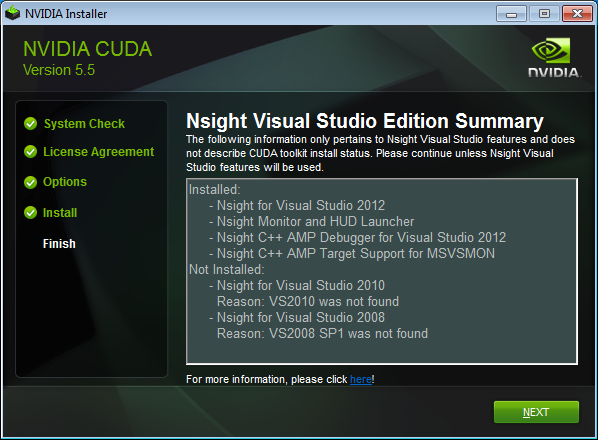 NVIDIA Installer
NVIDIA CUDA
Version 5.5
NVIDIA.
System Check
License Agreement
Options
Install
Finish
Nsight Visual Studio Edition Summary
The following information only pertains to Nsight Visual Studio features and does
not describe CUDA toolkit install status. Please continue unless Nsight Visual
Studio features will be used.
Installed:
- Nsight for Visual Studio 2012
- Nsight Monitor and HUD Launcher
- Nsight C++ AMP Debugger for Visual Studio 2012
- Nsight C++ AMP Target Support for MSVSMON
Not Installed:
- Nsight for Visual Studio 2010
Reason: VS2010 was not found
- Nsight for Visual Studio 2008
Reason: VS2008 SP1 was not found
For more information, please click here!
NEXT